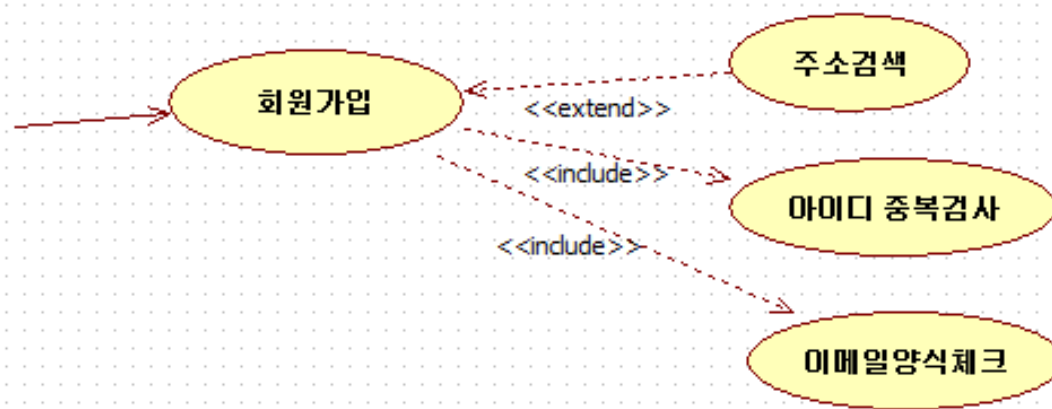 주소검색
회원가입
<<extend>>
<<include>>
아이디 중복검사
<<include>>
이메일양식체크